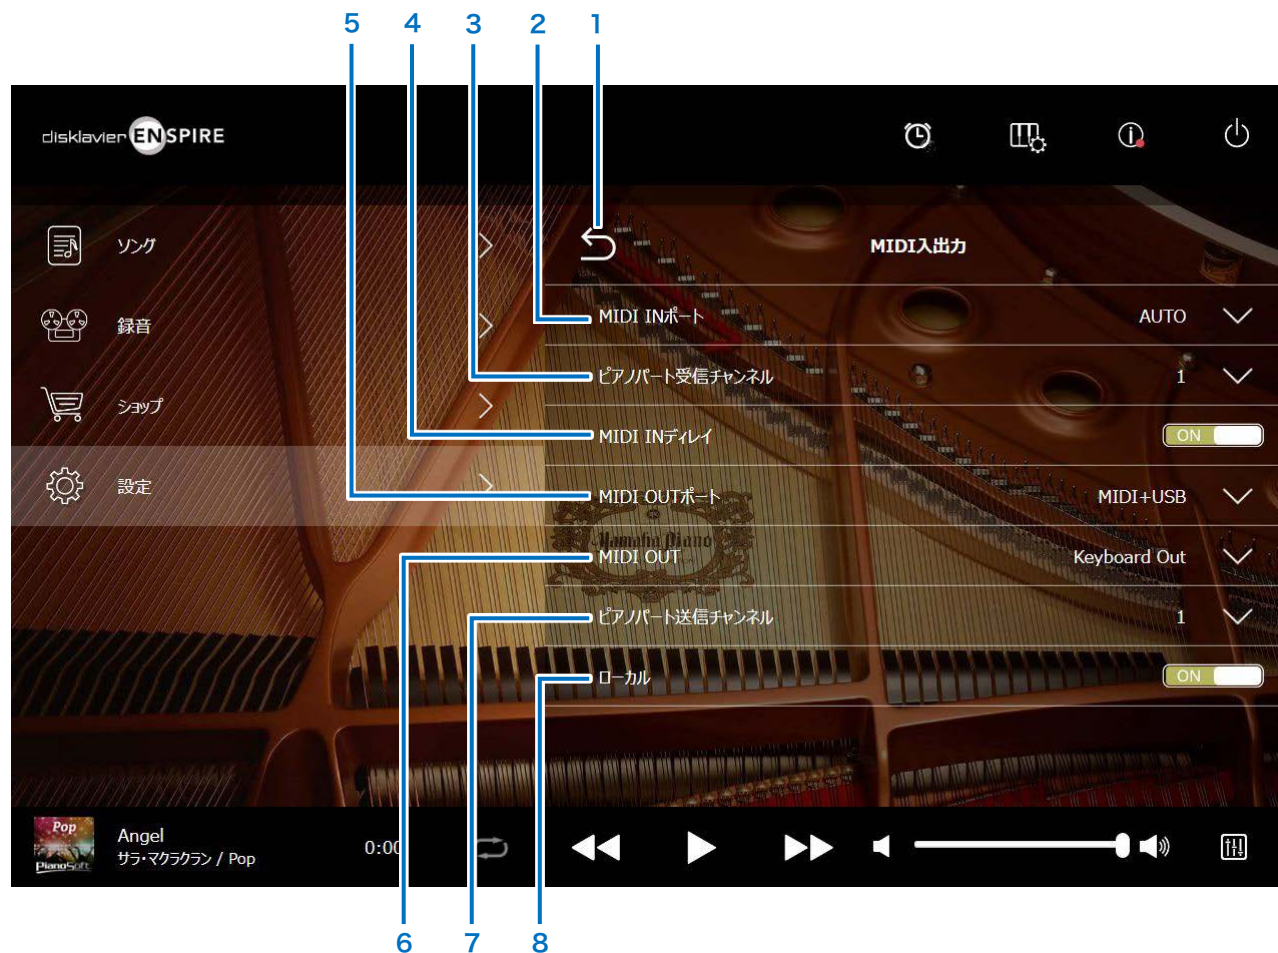 5 4 3 2 1
disklavier ENSPIRE
ソング
録音
ショップ
設定
MIDI入出力
MIDI INポート AUTO
ピアノパート受信チャンネル 1
MIDI INディレイ ON
MIDI OUTポート MIDI+USB
Yamaha Piano
MIDI OUT Keyboard Out
ピアノパート送信チャンネル 1
ローカル ON
Pop
PianoSoft
Angel
サラ・マクラクラン / Pop
0:00
6 7 8